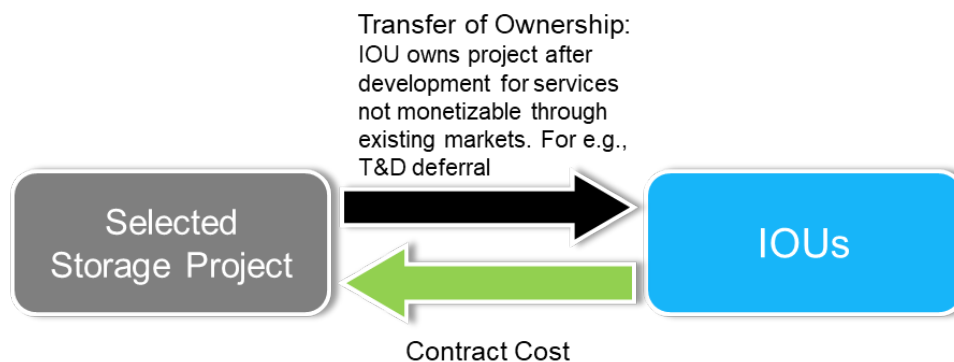 Transfer of Ownership:
IOU owns project after
development for services
not monetizable through
existing markets. For e.g.,
T&D deferral
Selected
Storage Project
IOUs
Contract Cost